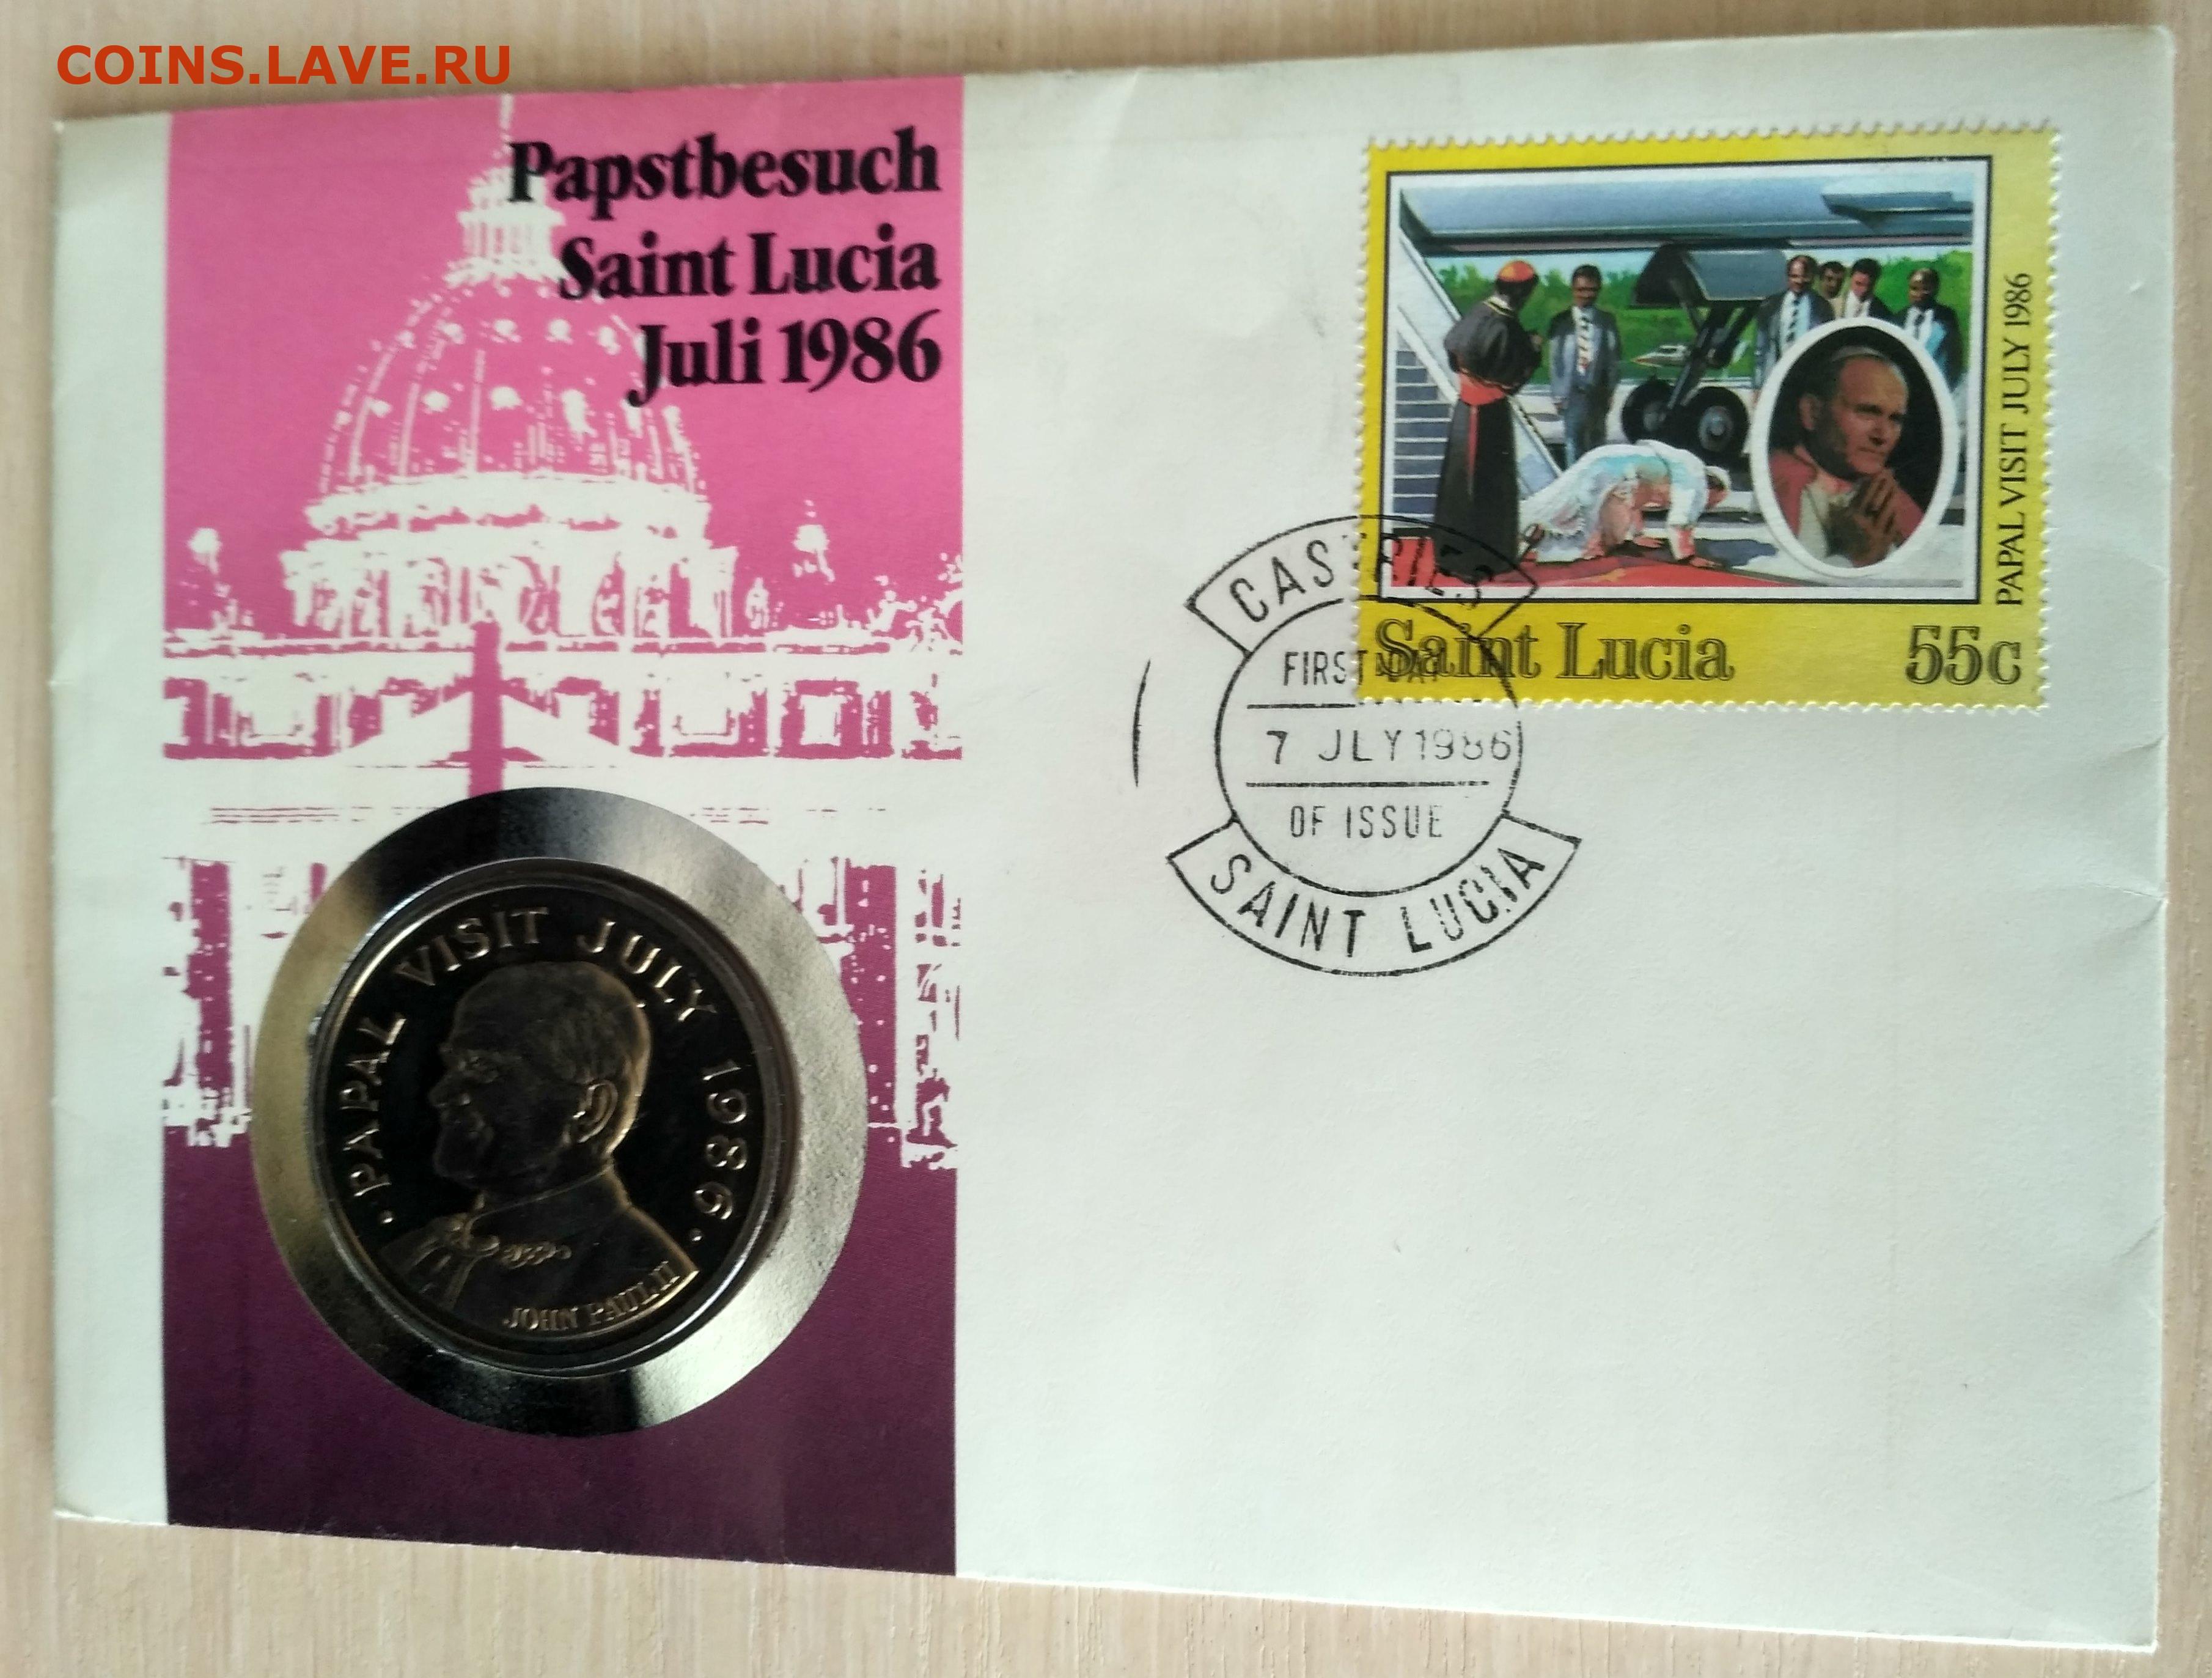 COINS.LAVE.RU
Papstbesuch
Saint Lucia
Juli 1986
PAPAL VISIT JULY 1986
Saint Lucia 55c
CASTRIES
FIRST DAY
7 JLY 1986
OF ISSUE
SAINT LUCIA
· PAPAL VISIT JULY 1986 ·
JOHN PAUL II